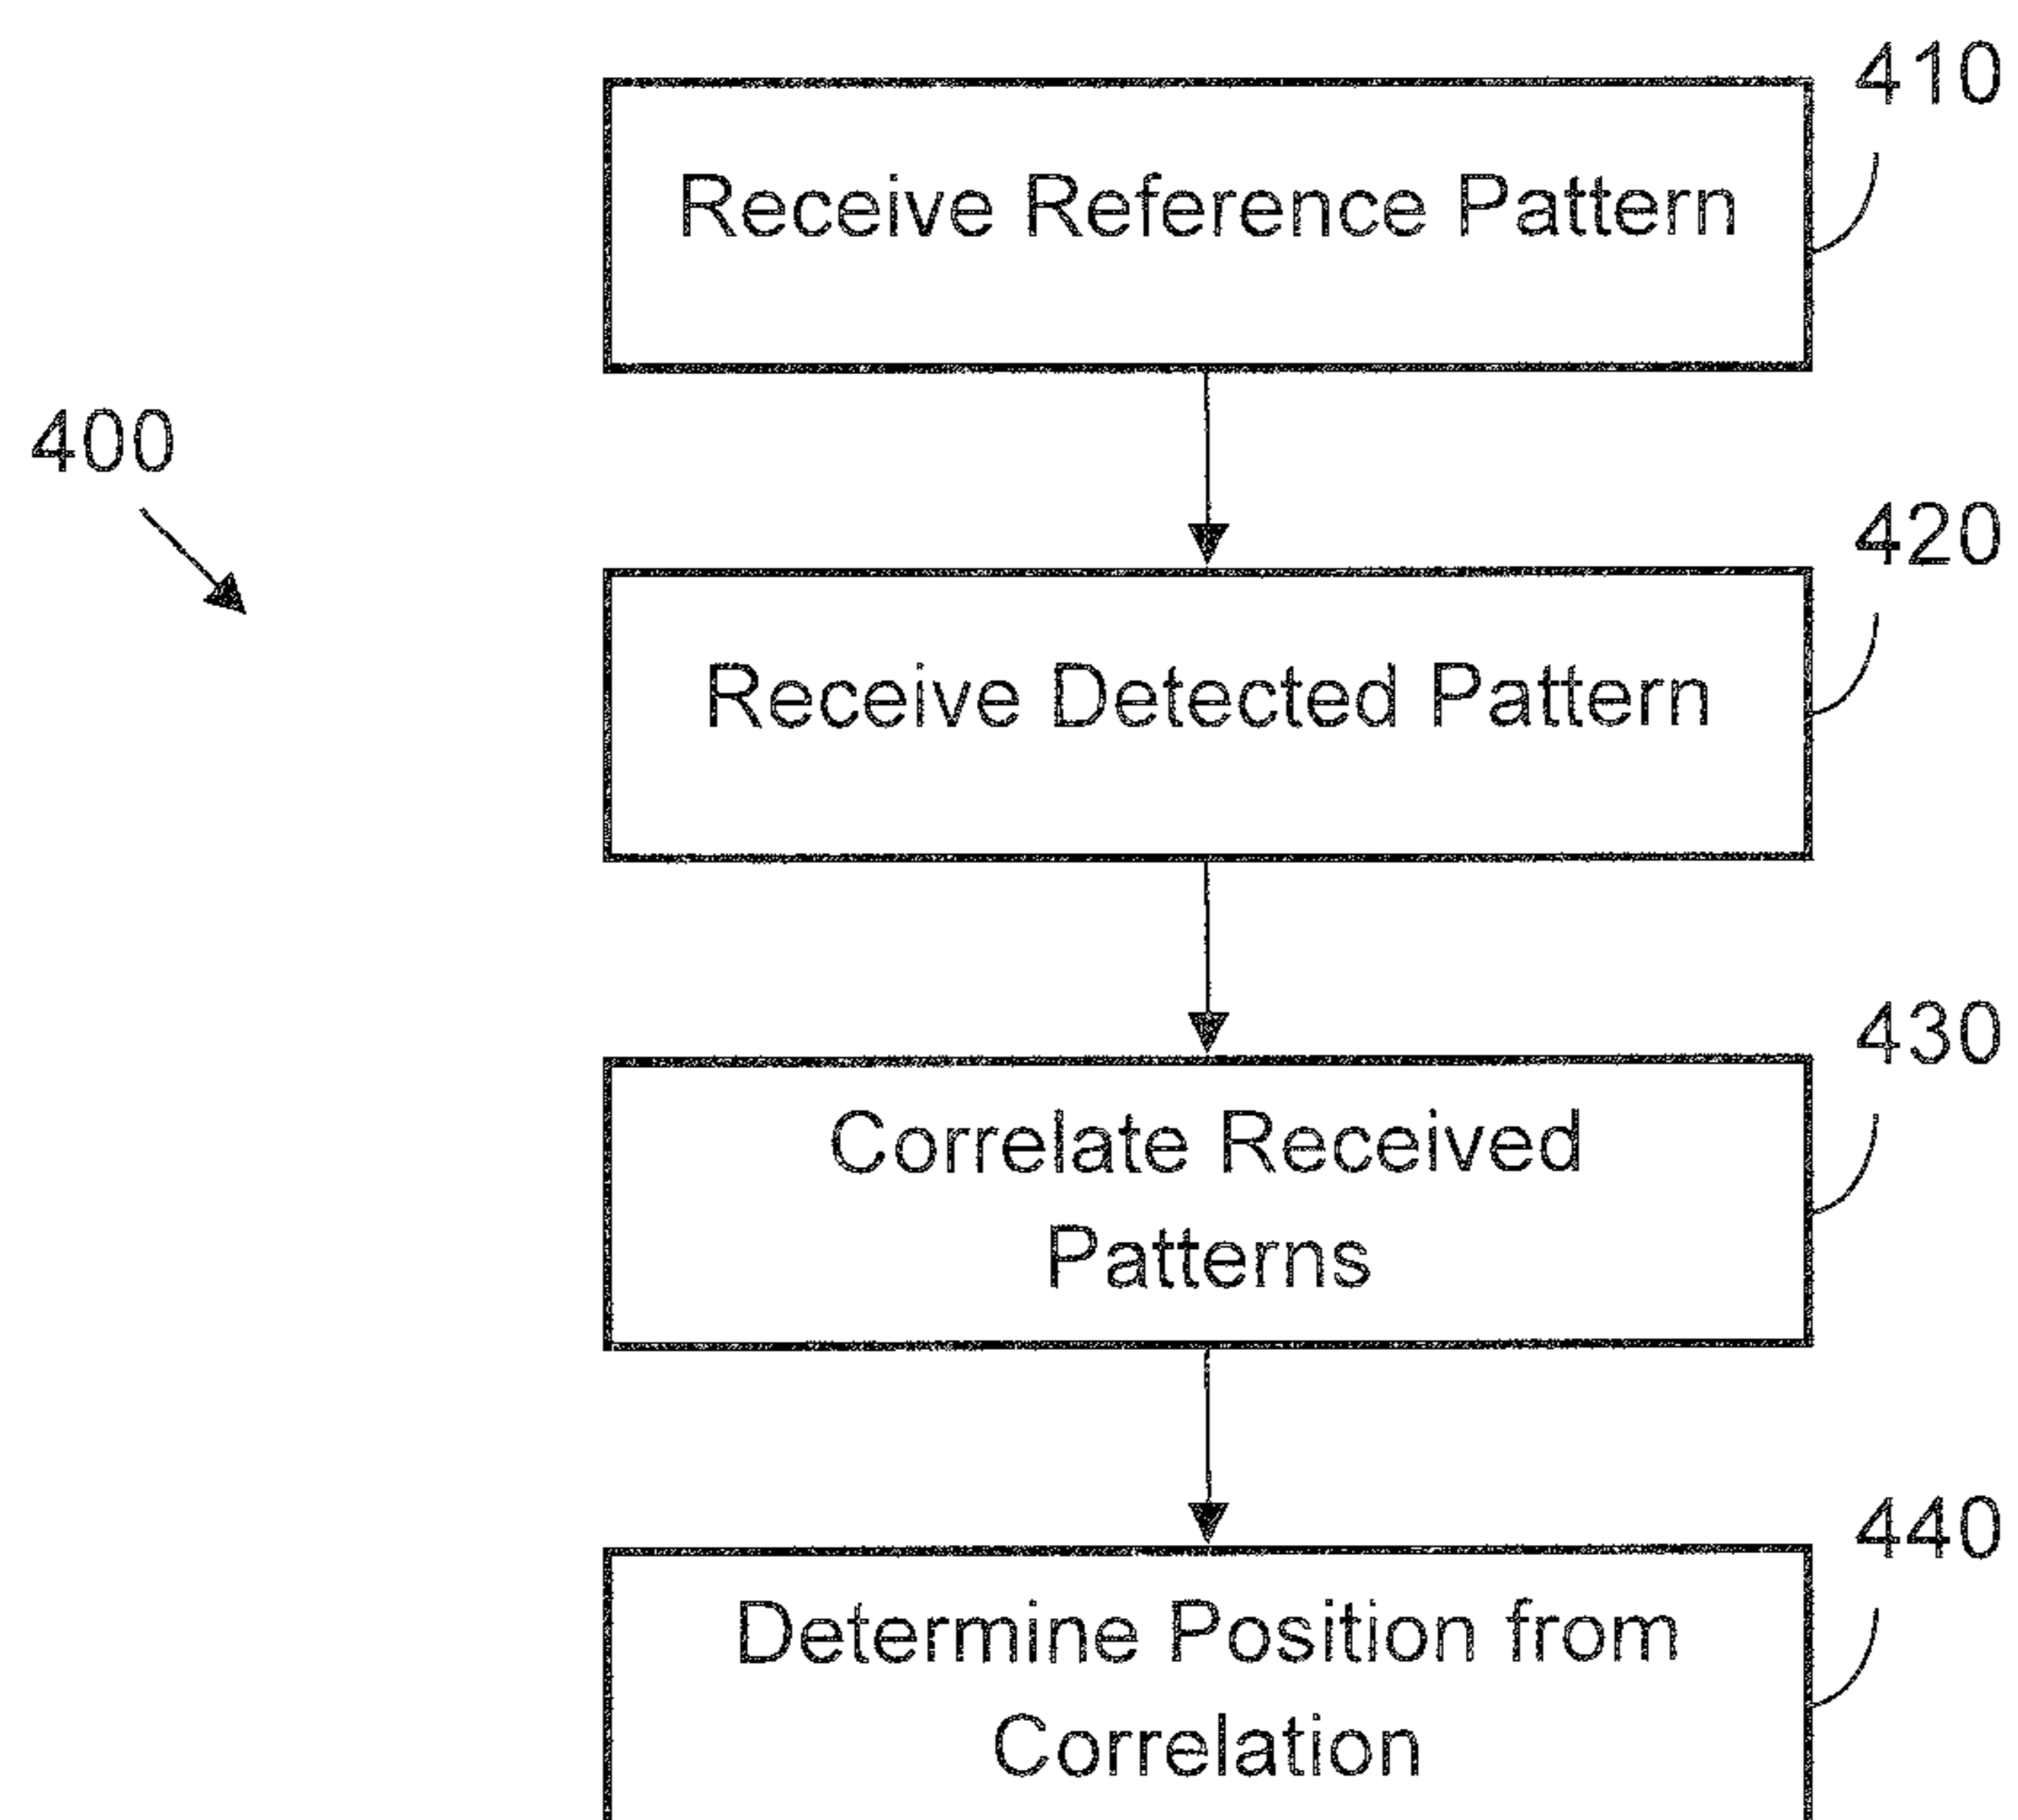 410
Receive Reference Pattern
400
420
Receive Detected Pattern
430
Correlate Received
Patterns
440
Determine Position from
Correlation